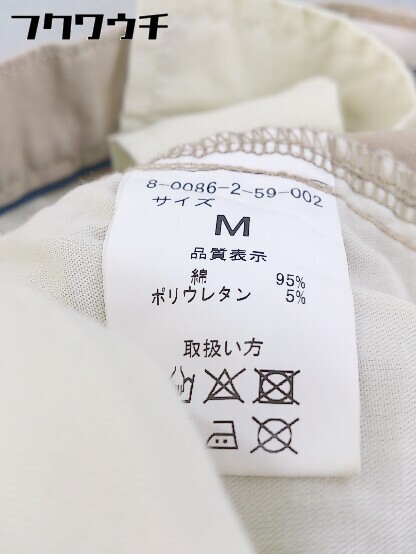 フクワウチ
8-0086-2-59-002
サイズ
M
品質表示
綿 95%
ポリウレタン 5%
取扱い方